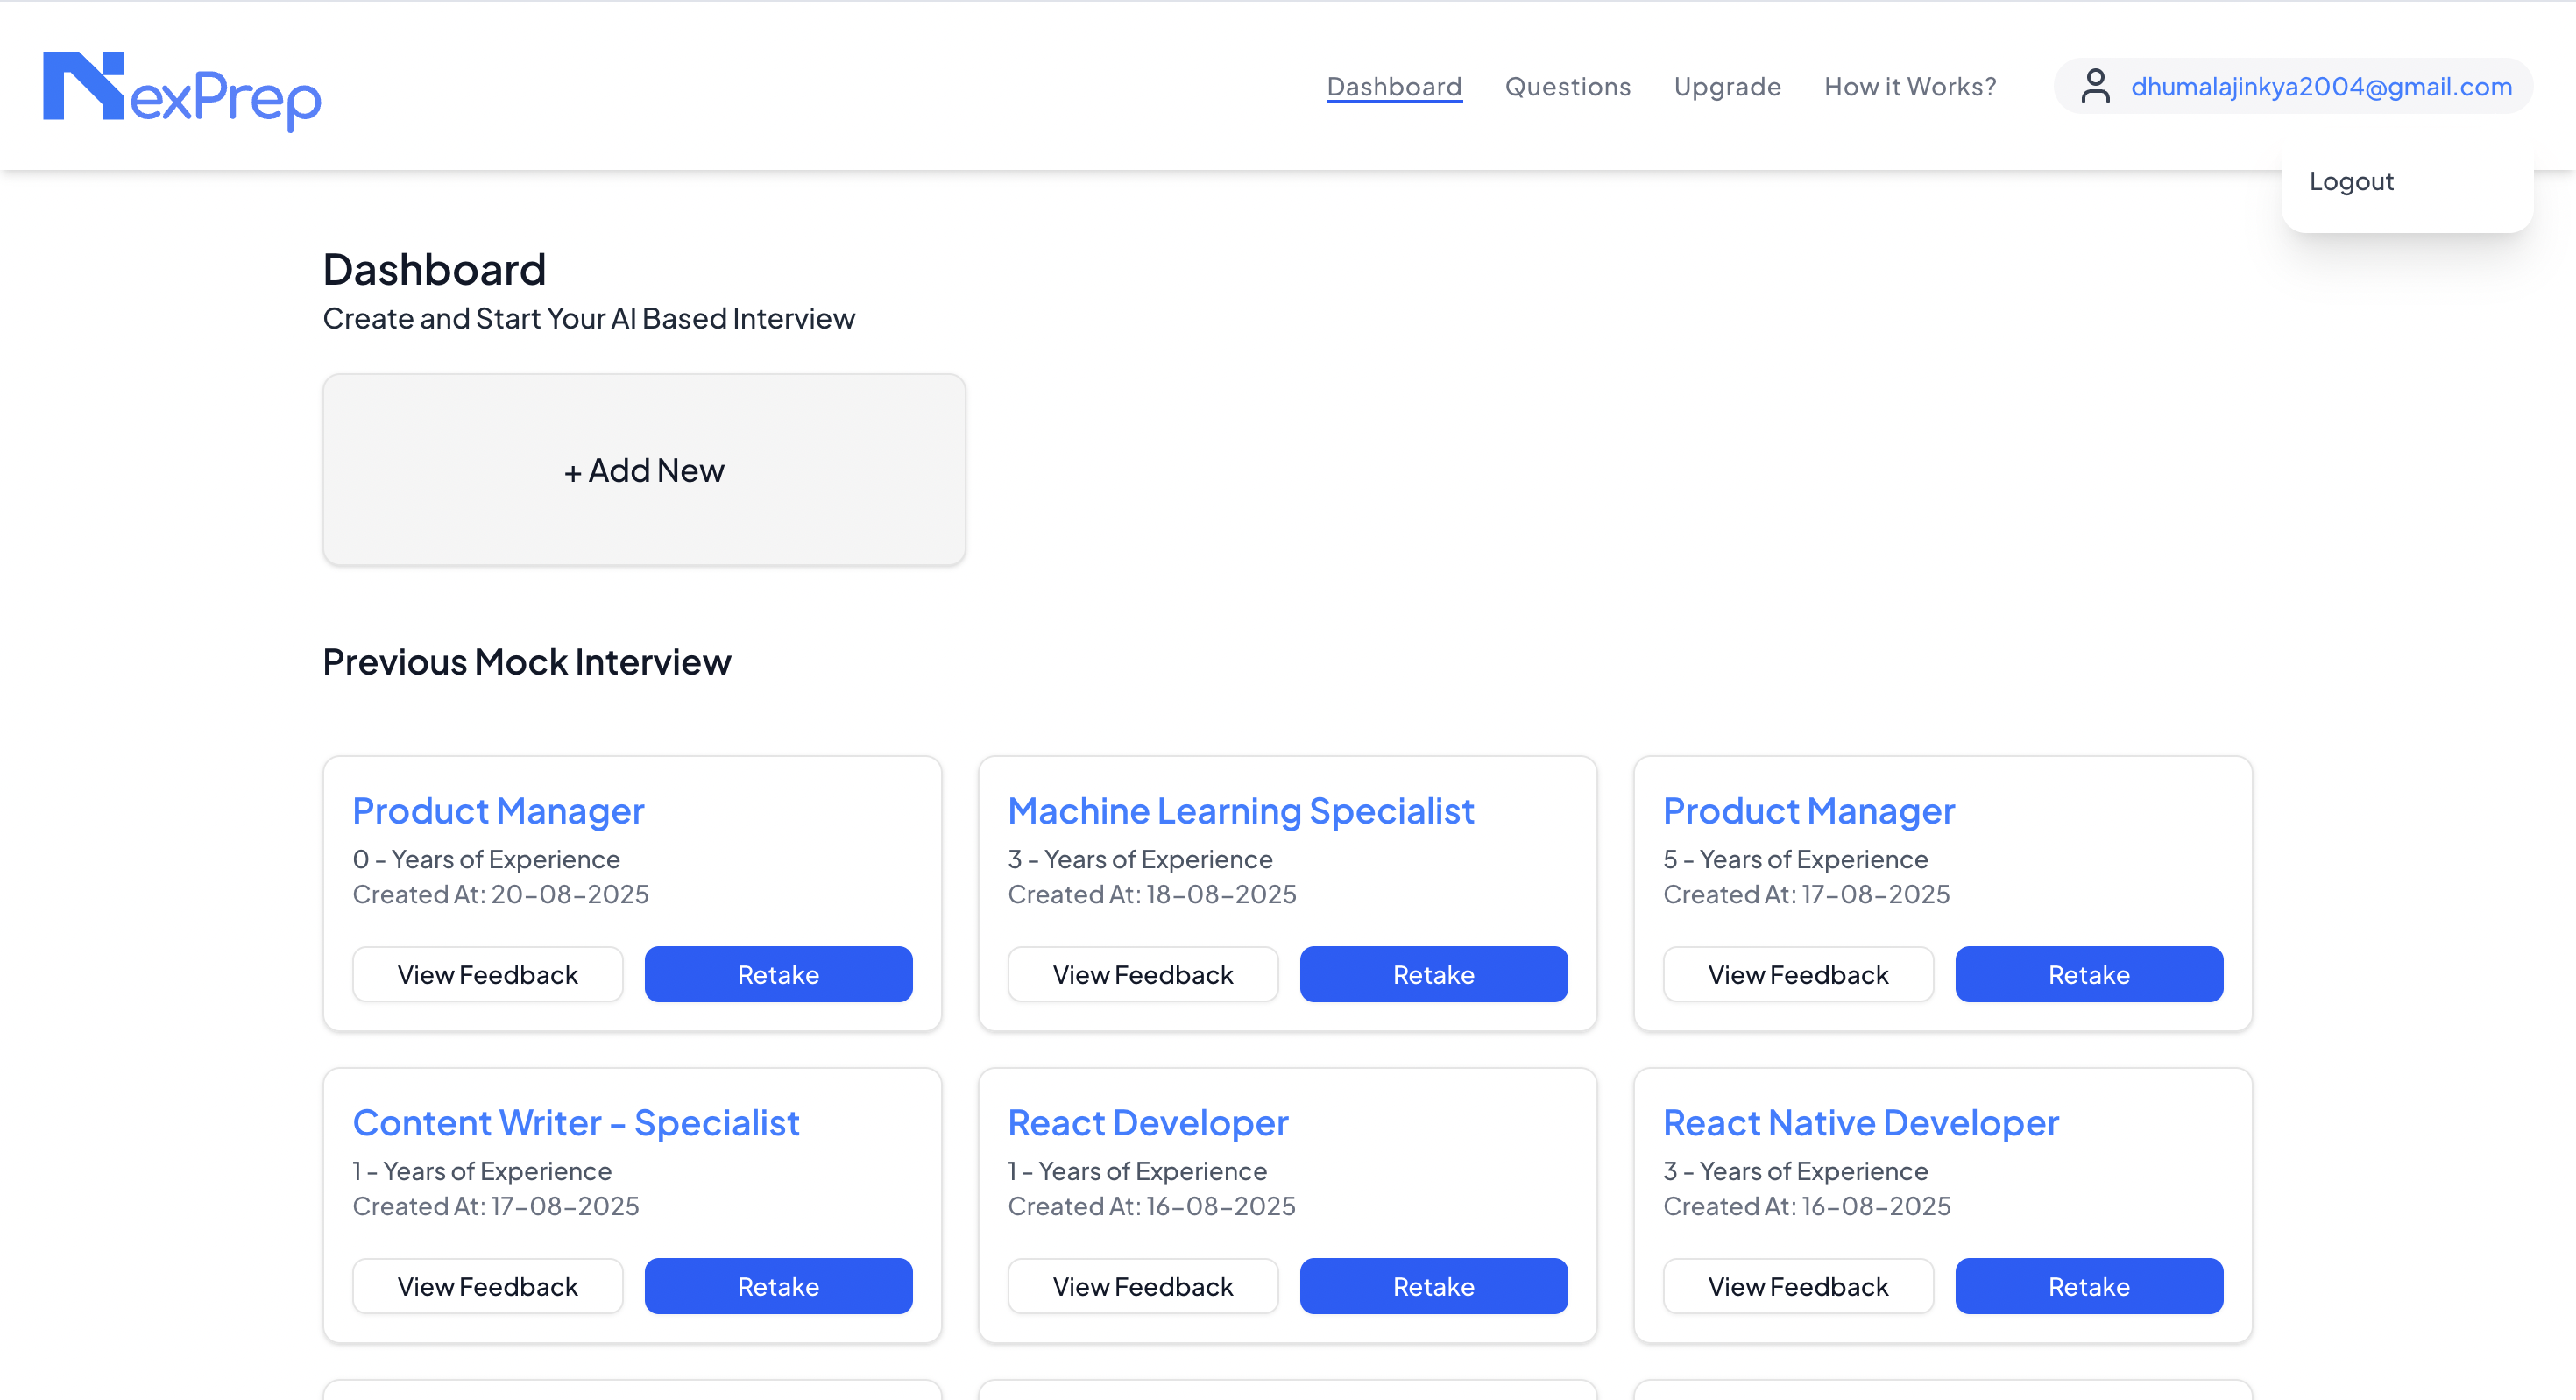 NexPrep
Dashboard Questions Upgrade How it Works? dhumalajinkya2004@gmail.com
Logout
Dashboard
Create and Start Your AI Based Interview
+ Add New
Previous Mock Interview
Product Manager
0 - Years of Experience
Created At: 20-08-2025
View Feedback Retake
Machine Learning Specialist
3 - Years of Experience
Created At: 18-08-2025
View Feedback Retake
Product Manager
5 - Years of Experience
Created At: 17-08-2025
View Feedback Retake
Content Writer - Specialist
1 - Years of Experience
Created At: 17-08-2025
View Feedback Retake
React Developer
1 - Years of Experience
Created At: 16-08-2025
View Feedback Retake
React Native Developer
3 - Years of Experience
Created At: 16-08-2025
View Feedback Retake